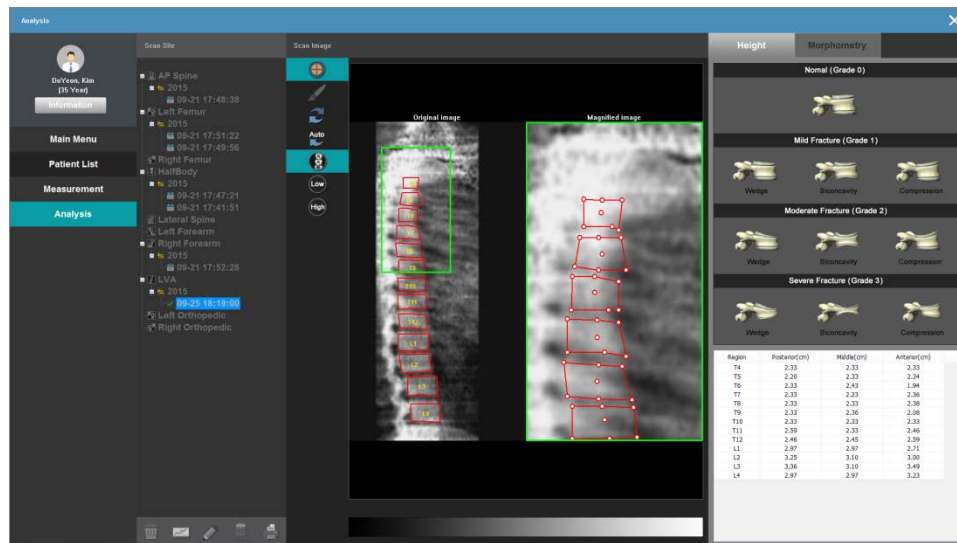 Analysis
DaYeon, Kim
(35 Year)
Information
Main Menu
Patient List
Measurement
Analysis
Scan Site
AP Spine
2015
09-21 17:48:38
Left Femur
2015
09-21 17:51:22
09-21 17:49:56
Right Femur
HalfBody
2015
09-21 17:47:21
09-21 17:41:51
Lateral Spine
Left Forearm
Right Forearm
2015
09-21 17:52:28
LVA
2015
09-25 18:19:00
Left Orthopedic
Right Orthopedic
Scan Image
Auto
Low
High
Original image
T9
T10
T11
T12
L1
L2
L3
L4
Magnified image
Height
Morphometry
Nomal (Grade 0)
Mild Fracture (Grade 1)
Wedge Biconcavity Compression
Moderate Fracture (Grade 2)
Wedge Biconcavity Compression
Severe Fracture (Grade 3)
Wedge Biconcavity Compression
Region Posterior(cm) Middle(cm) Anterior(cm)
T4 2.33 2.33 2.33
T5 2.20 2.33 2.34
T6 2.33 2.43 1.94
T7 2.33 2.23 2.36
T8 2.33 2.33 2.38
T9 2.33 2.36 2.08
T10 2.33 2.33 2.33
T11 2.59 2.33 2.46
T12 2.46 2.45 2.59
L1 2.97 2.97 2.71
L2 3.25 3.10 3.00
L3 3.36 3.10 3.49
L4 2.97 2.97 3.23